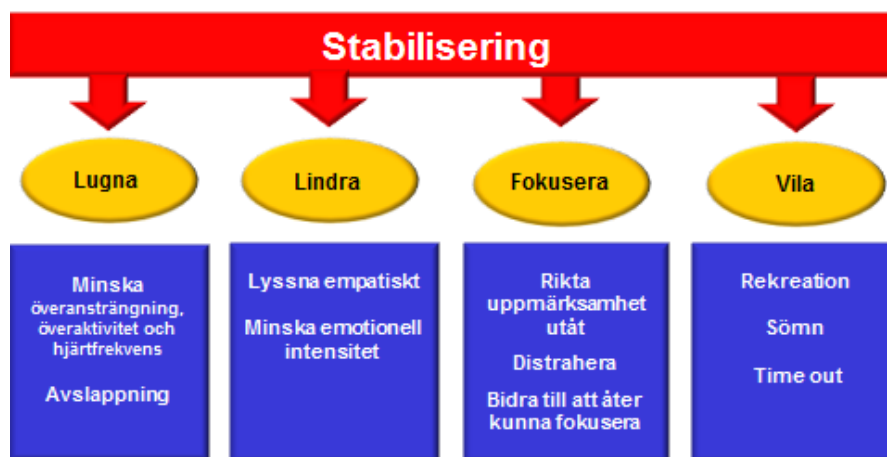 Stabilisering
Lugna
Minska
överansträngning,
överaktivitet och
hjärtfrekvens
Avslappning
Lindra
Lyssna empatiskt
Minska emotionell
intensitet
Fokusera
Rikta
uppmärksamhet
utåt
Distrahera
Bidra till att åter
kunna fokusera
Vila
Rekreation
Sömn
Time out